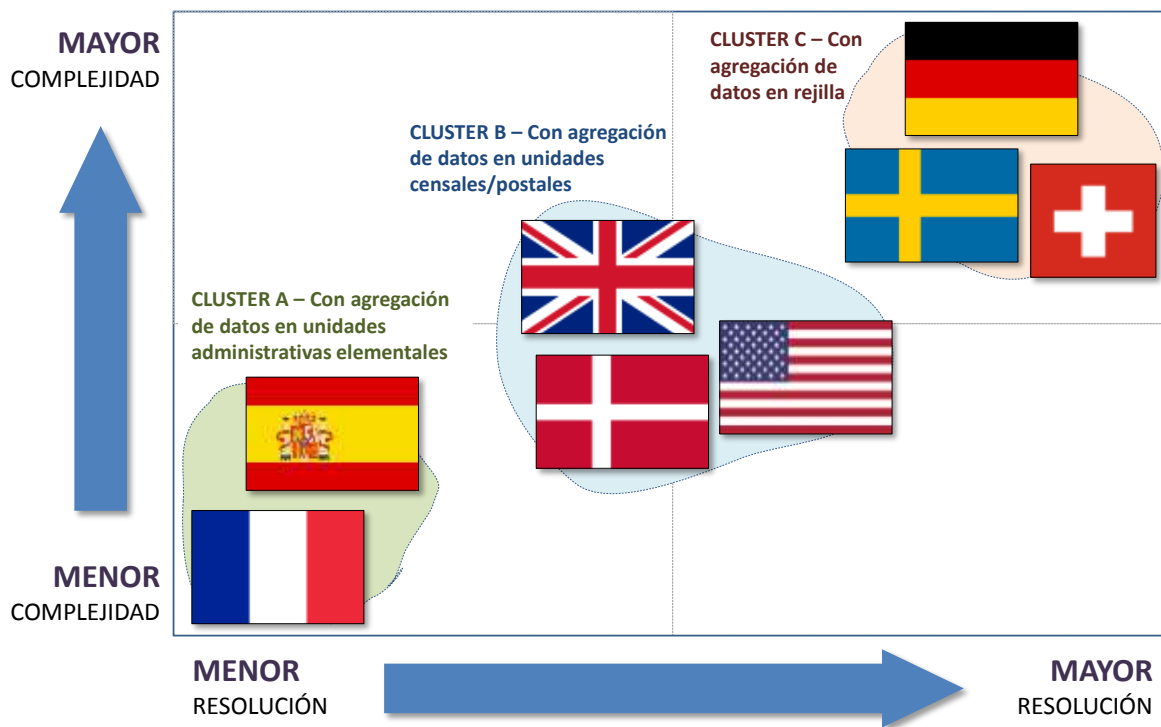 MAYOR
COMPLEJIDAD
CLUSTER C – Con
agregación de
datos en rejilla
CLUSTER B – Con agregación
de datos en unidades
censales/postales
CLUSTER A – Con agregación
de datos en unidades
administrativas elementales
MENOR
COMPLEJIDAD
MENOR
RESOLUCIÓN
MAYOR
RESOLUCIÓN